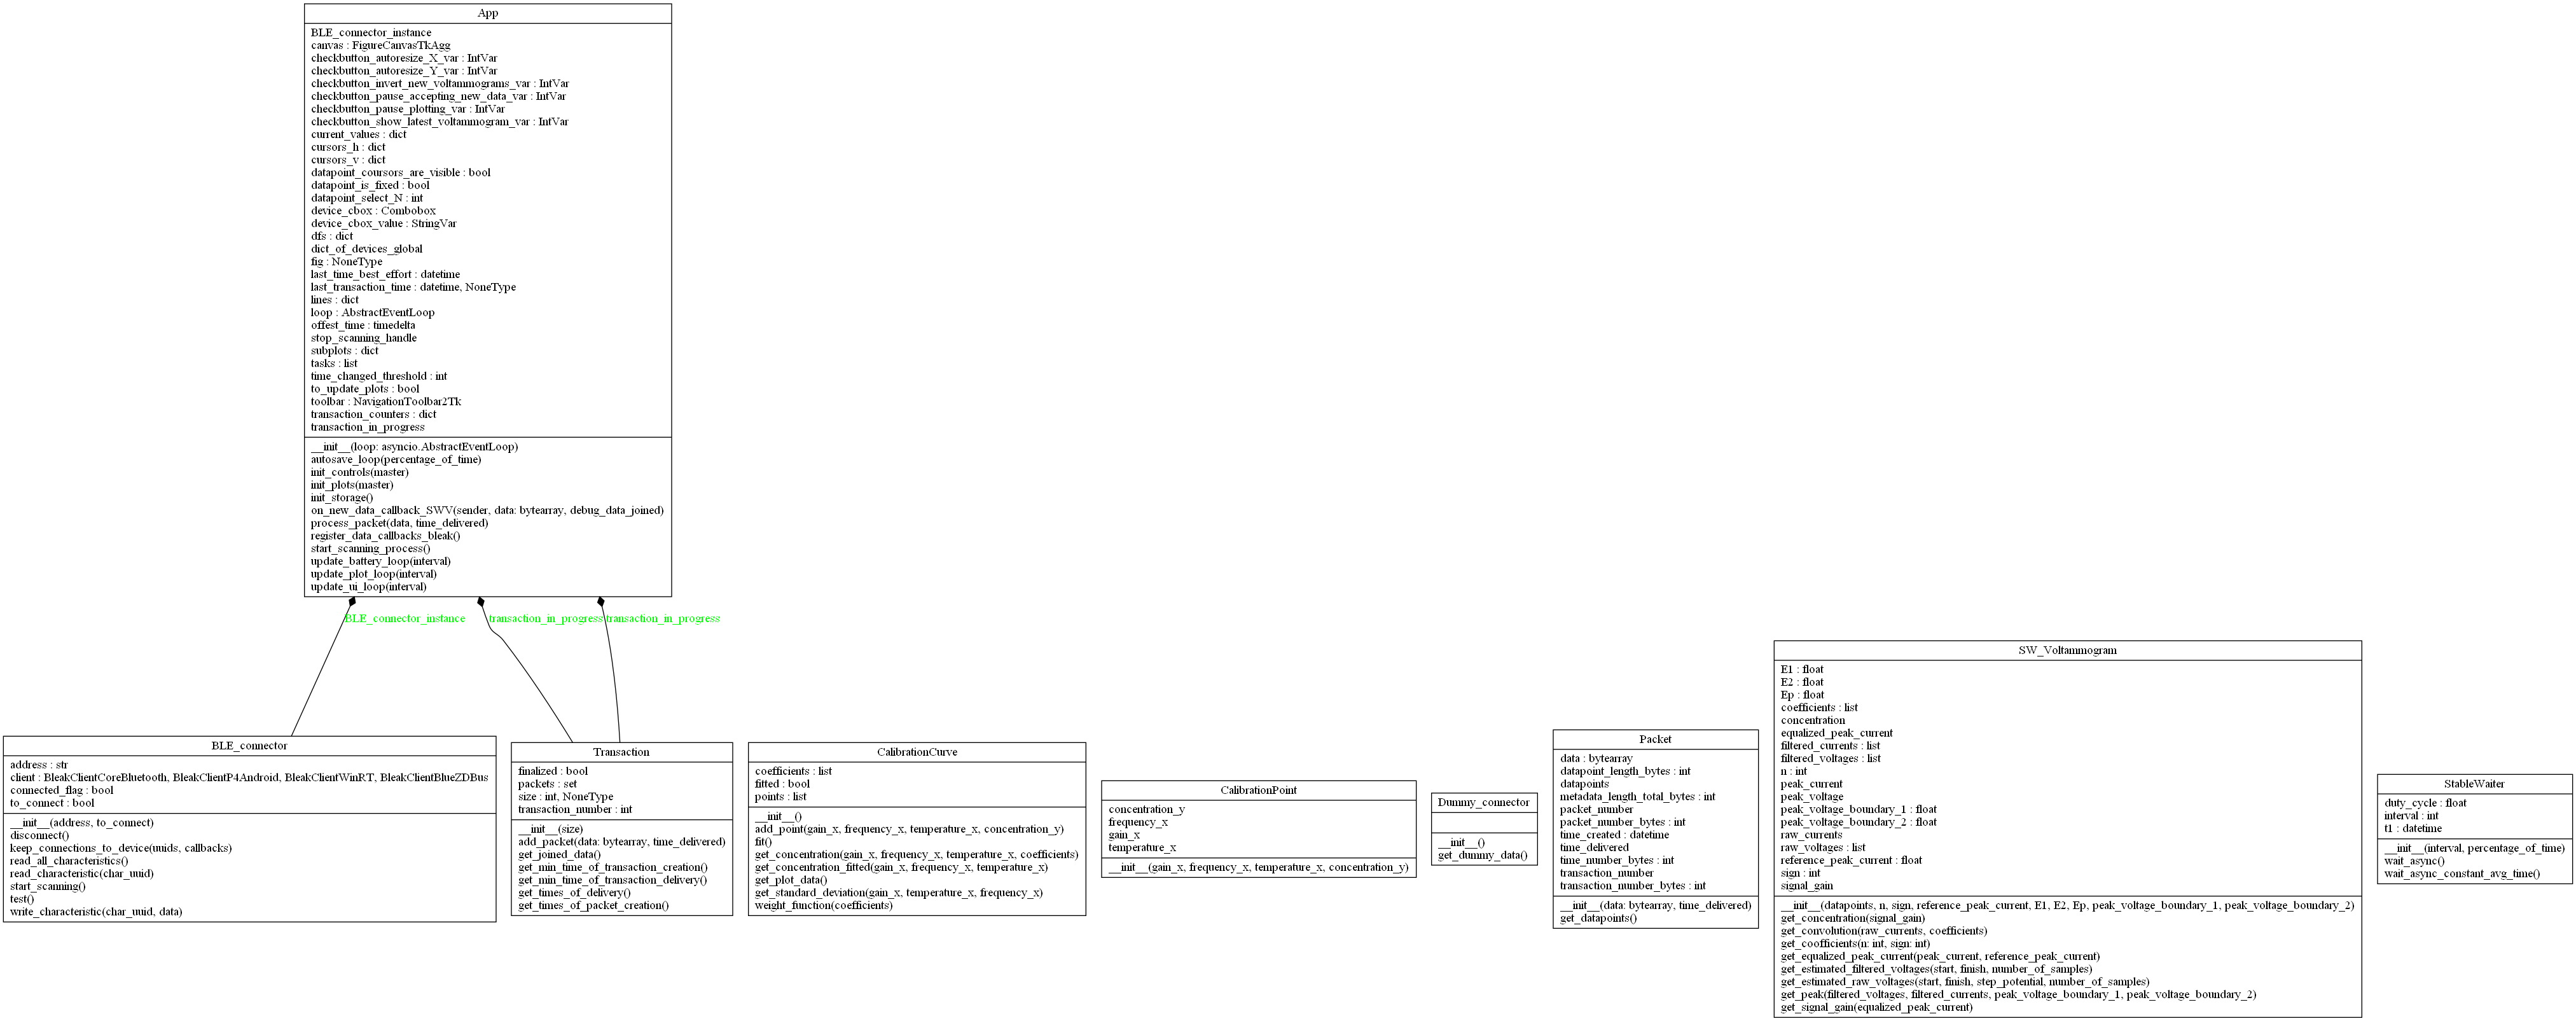 App
BLE_connector_instance
canvas : FigureCanvasTkAgg
checkbutton_autoresize_X_var : IntVar
checkbutton_autoresize_Y_var : IntVar
checkbutton_invert_new_voltammograms_var : IntVar
checkbutton_pause_accepting_new_data_var : IntVar
checkbutton_pause_plotting_var : IntVar
checkbutton_show_latest_voltammogram_var : IntVar
current_values : dict
cursors_h : dict
cursors_v : dict
datapoint_coursors_are_visible : bool
datapoint_is_fixed : bool
datapoint_select_N : int
device_cbox : Combobox
device_cbox_value : StringVar
dfs : dict
dict_of_devices_global
fig : NoneType
last_time_best_effort : datetime
last_transaction_time : datetime, NoneType
lines : dict
loop : AbstractEventLoop
offest_time : timedelta
stop_scanning_handle
subplots : dict
tasks : list
time_changed_threshold : int
to_update_plots : bool
toolbar : NavigationToolbar2Tk
transaction_counters : dict
transaction_in_progress
__init__(loop: asyncio.AbstractEventLoop)
autosave_loop(percentage_of_time)
init_controls(master)
init_plots(master)
init_storage()
on_new_data_callback_SWV(sender, data: bytearray, debug_data_joined)
process_packet(data, time_delivered)
register_data_callbacks_bleak()
start_scanning_process()
update_battery_loop(interval)
update_plot_loop(interval)
update_ui_loop(interval)
BLE_connector_instance
transaction_in_progress
transaction_in_progress
BLE_connector
address : str
client : BleakClientCoreBluetooth, BleakClientP4Android, BleakClientWinRT, BleakClientBlueZDBus
connected_flag : bool
to_connect : bool
__init__(address, to_connect)
disconnect()
keep_connections_to_device(uuids, callbacks)
read_all_characteristics()
read_characteristic(char_uuid)
start_scanning()
test()
write_characteristic(char_uuid, data)
Transaction
finalized : bool
packets : set
size : int, NoneType
transaction_number : int
__init__(size)
add_packet(data: bytearray, time_delivered)
get_joined_data()
get_min_time_of_transaction_creation()
get_min_time_of_transaction_delivery()
get_times_of_delivery()
get_times_of_packet_creation()
CalibrationCurve
coefficients : list
fitted : bool
points : list
__init__()
add_point(gain_x, frequency_x, temperature_x, concentration_y)
fit()
get_concentration(gain_x, frequency_x, temperature_x, coefficients)
get_concentration_fitted(gain_x, frequency_x, temperature_x)
get_plot_data()
get_standard_deviation(gain_x, temperature_x, frequency_x)
weight_function(coefficients)
CalibrationPoint
concentration_y
frequency_x
gain_x
temperature_x
__init__(gain_x, frequency_x, temperature_x, concentration_y)
Dummy_connector
__init__()
get_dummy_data()
Packet
data : bytearray
datapoint_length_bytes : int
datapoints
metadata_length_total_bytes : int
packet_number
packet_number_bytes : int
time_created : datetime
time_delivered
time_number_bytes : int
transaction_number
transaction_number_bytes : int
__init__(data: bytearray, time_delivered)
get_datapoints()
SW_Voltammogram
E1 : float
E2 : float
Ep : float
coefficients : list
concentration
equalized_peak_current
filtered_currents : list
filtered_voltages : list
n : int
peak_current
peak_voltage
peak_voltage_boundary_1 : float
peak_voltage_boundary_2 : float
raw_currents
raw_voltages : list
reference_peak_current : float
sign : int
signal_gain
__init__(datapoints, n, sign, reference_peak_current, E1, E2, Ep, peak_voltage_boundary_1, peak_voltage_boundary_2)
get_concentration(signal_gain)
get_convolution(raw_currents, coefficients)
get_coofficients(n: int, sign: int)
get_equalized_peak_current(peak_current, reference_peak_current)
get_estimated_filtered_voltages(start, finish, number_of_samples)
get_estimated_raw_voltages(start, finish, step_potential, number_of_samples)
get_peak(filtered_voltages, filtered_currents, peak_voltage_boundary_1, peak_voltage_boundary_2)
get_signal_gain(equalized_peak_current)
StableWaiter
duty_cycle : float
interval : int
t1 : datetime
__init__(interval, percentage_of_time)
wait_async()
wait_async_constant_avg_time()